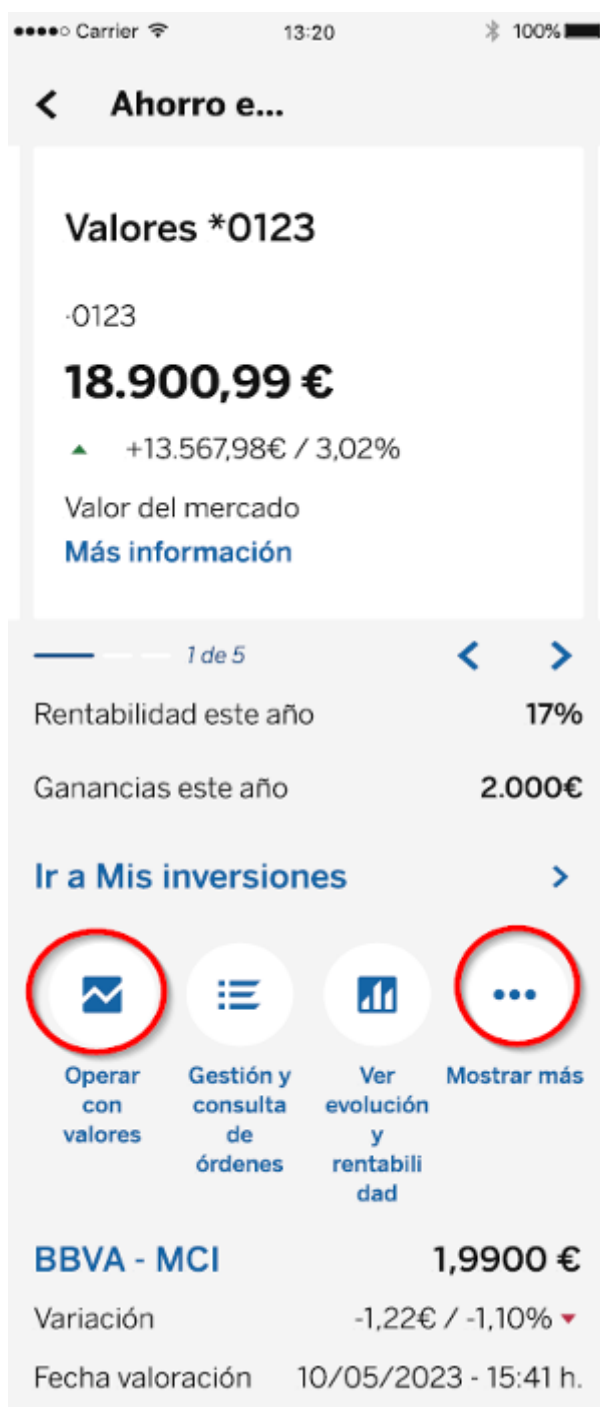 Carrier 13:20 100%
Ahorro e...
Valores *0123
·0123
18.900,99 €
+13.567,98€ / 3,02%
Valor del mercado
Más información
1 de 5
Rentabilidad este año 17%
Ganancias este año 2.000€
Ir a Mis inversiones
Operar con valores
Gestión y consulta de órdenes
Ver evolución y rentabili dad
Mostrar más
BBVA - MCI 1,9900 €
Variación -1,22€ / -1,10%
Fecha valoración 10/05/2023 - 15:41 h.